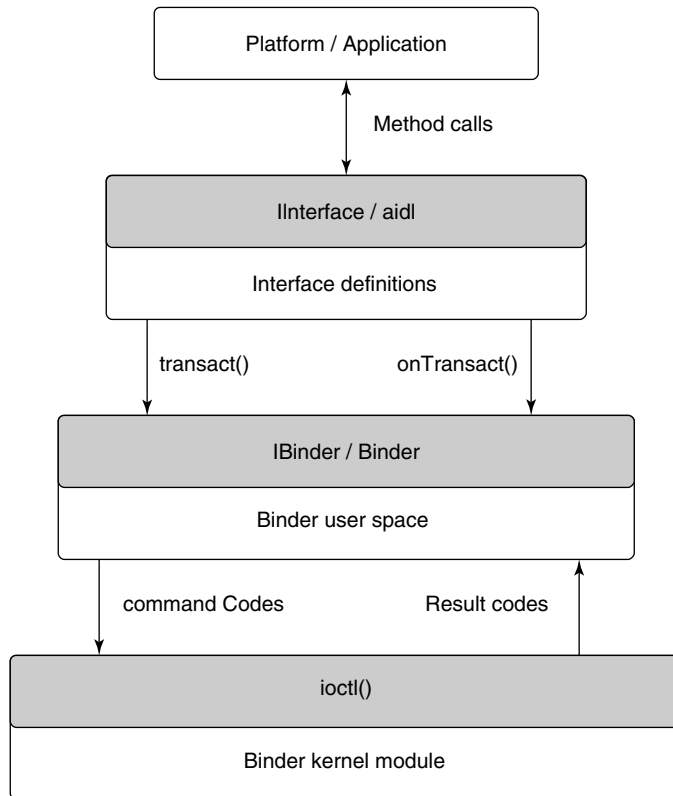 Platform / Application
Method calls
IInterface / aidl
Interface definitions
transact()
onTransact()
IBinder / Binder
Binder user space
command Codes
Result codes
ioctl()
Binder kernel module